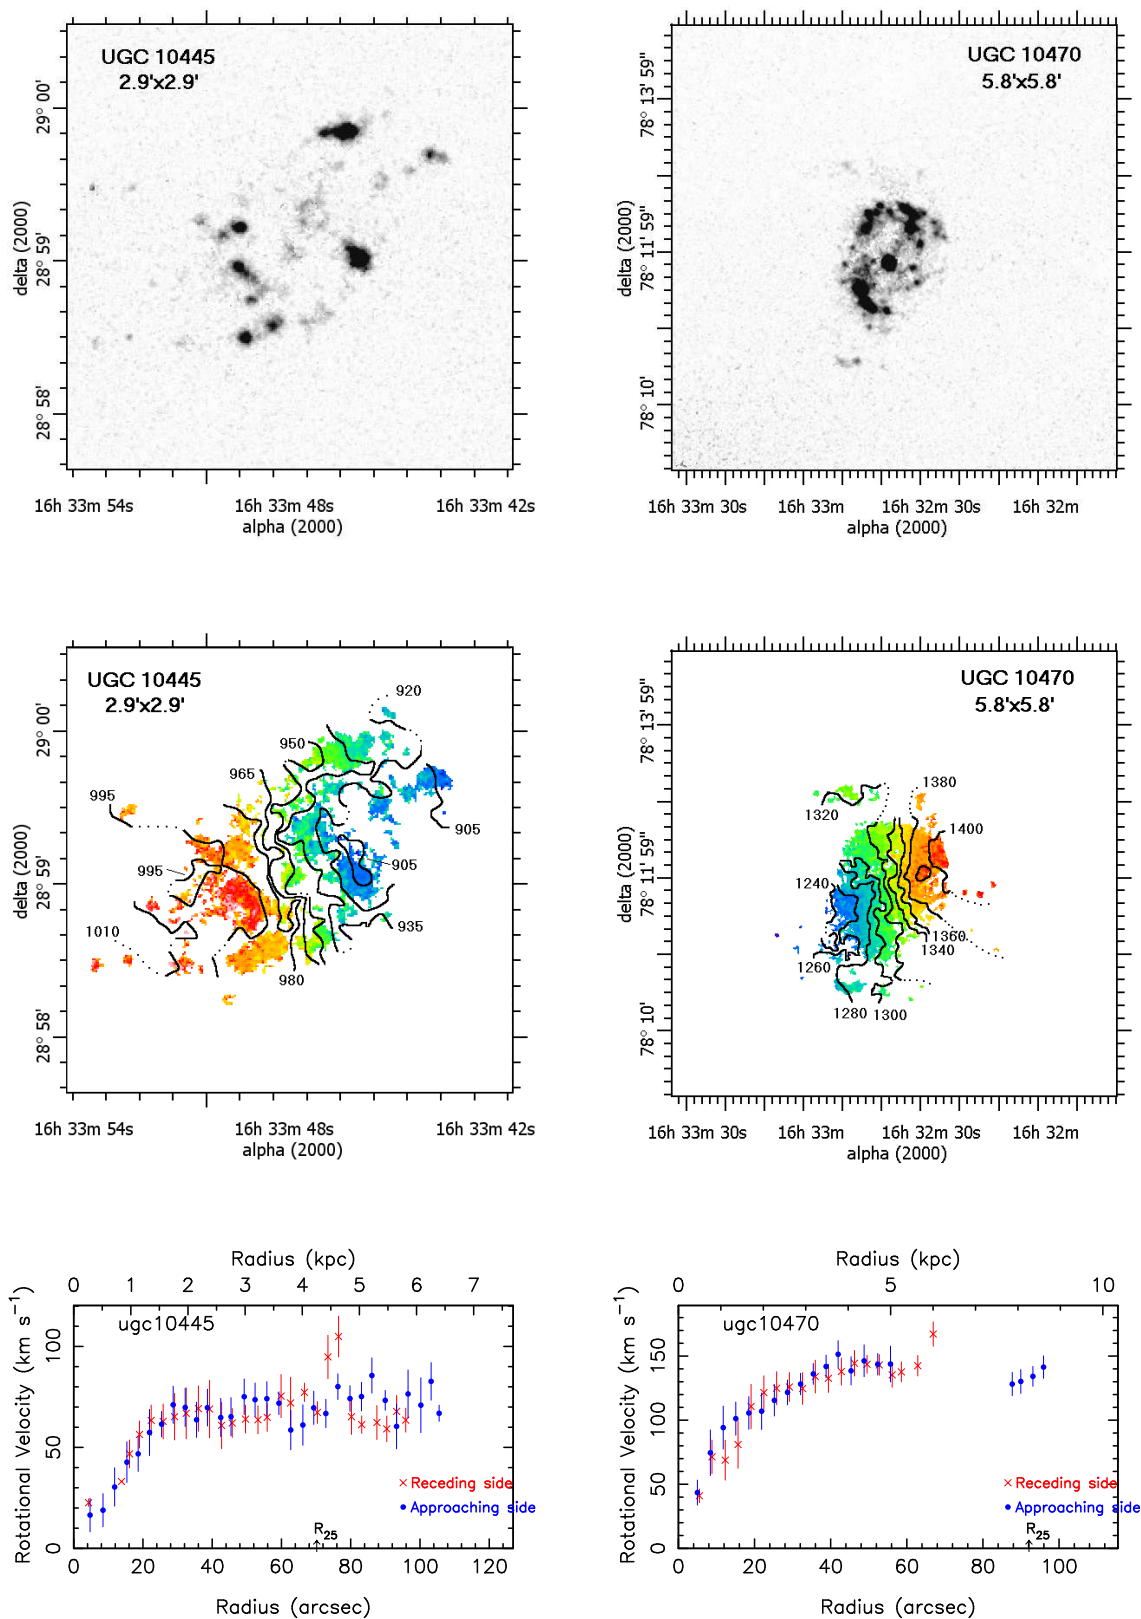 UGC 10445
2.9'x2.9'
29° 00'
28° 59'
28° 58'
delta (2000)
16h 33m 54s
16h 33m 48s
16h 33m 42s
alpha (2000)
UGC 10470
5.8'x5.8'
78° 13' 59"
78° 11' 59"
78° 10'
delta (2000)
16h 33m 30s
16h 33m
16h 32m 30s
16h 32m
alpha (2000)
UGC 10445
2.9'x2.9'
920
950
965
995
905
995
905
935
1010
980
29° 00'
28° 59'
28° 58'
delta (2000)
16h 33m 54s
16h 33m 48s
16h 33m 42s
alpha (2000)
UGC 10470
5.8'x5.8'
1380
1320
1400
1240
1360
1340
1260
1280
1300
78° 13' 59"
78° 11' 59"
78° 10'
delta (2000)
16h 33m 30s
16h 33m
16h 32m 30s
16h 32m
alpha (2000)
Radius (kpc)
0 1 2 3 4 5 6 7
ugc10445
Rotational Velocity (km s⁻¹)
100
50
0
× Receding side
• Approaching side
R25
0 20 40 60 80 100 120
Radius (arcsec)
Radius (kpc)
0 5 10
ugc10470
Rotational Velocity (km s⁻¹)
150
100
50
0
× Receding side
• Approaching side
R25
0 20 40 60 80 100
Radius (arcsec)